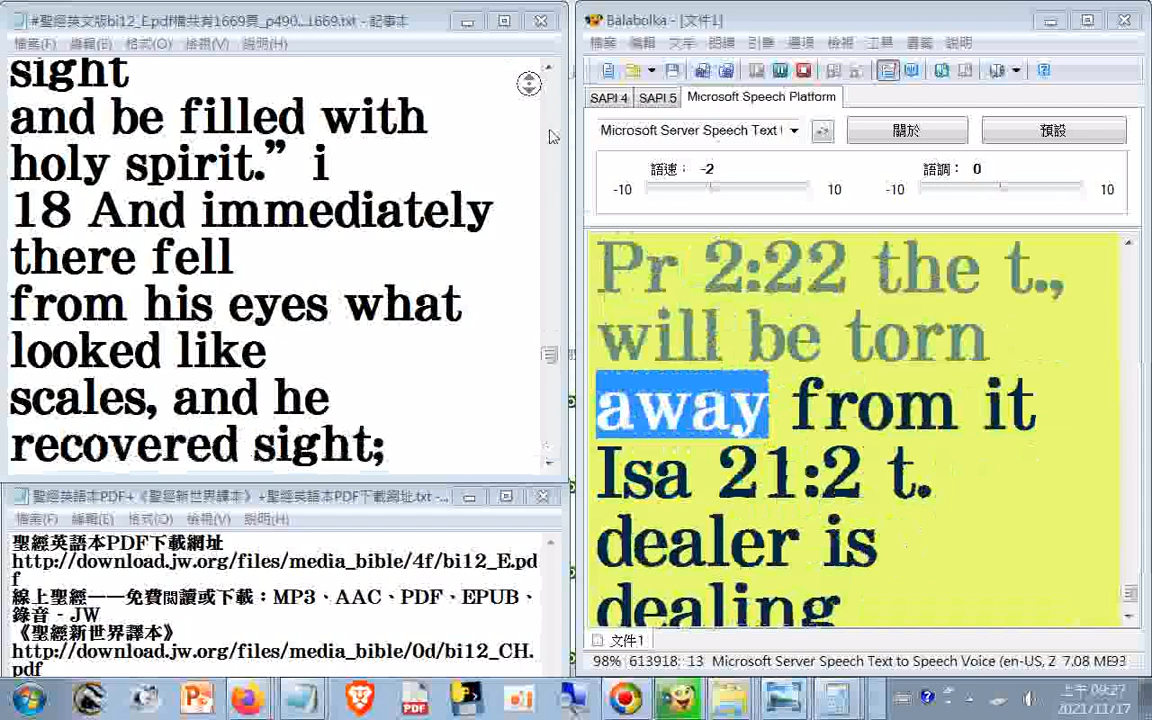 #聖經英文版bi12_E.pdf檔共有1669頁_p490...1669.txt - 記事本
檔案(F) 編輯(E) 格式(O) 檢視(V) 說明(H)
sight
and be filled with
holy spirit.” i
18 And immediately
there fell
from his eyes what
looked like
scales, and he
recovered sight;
聖經英語本PDF+《聖經新世界譯本》+聖經英語本PDF下載網址.txt -...
檔案(F) 編輯(E) 格式(O) 檢視(V) 說明(H)
聖經英語本PDF下載網址
http://download.jw.org/files/media_bible/4f/bi12_E.pd
f
線上聖經——免費閱讀或下載：MP3、AAC、PDF、EPUB、
錄音 - JW
《聖經新世界譯本》
http://download.jw.org/files/media_bible/0d/bi12_CH.
pdf
Balabolka - [文件1]
檔案 編輯 文字 朗讀 引擎 選項 檢視 工具 書籤 說明
SAPI 4 SAPI 5 Microsoft Speech Platform
Microsoft Server Speech Text 關於 預設
語速： -2 語調： 0
-10 10 -10 10
Pr 2:22 the t.,
will be torn
away from it
Isa 21:2 t.
dealer is
dealing
文件1
98% 613918: 13 Microsoft Server Speech Text to Speech Voice (en-US, Z 7.08 МБ93
PDF
上午 09:27
2021/11/17